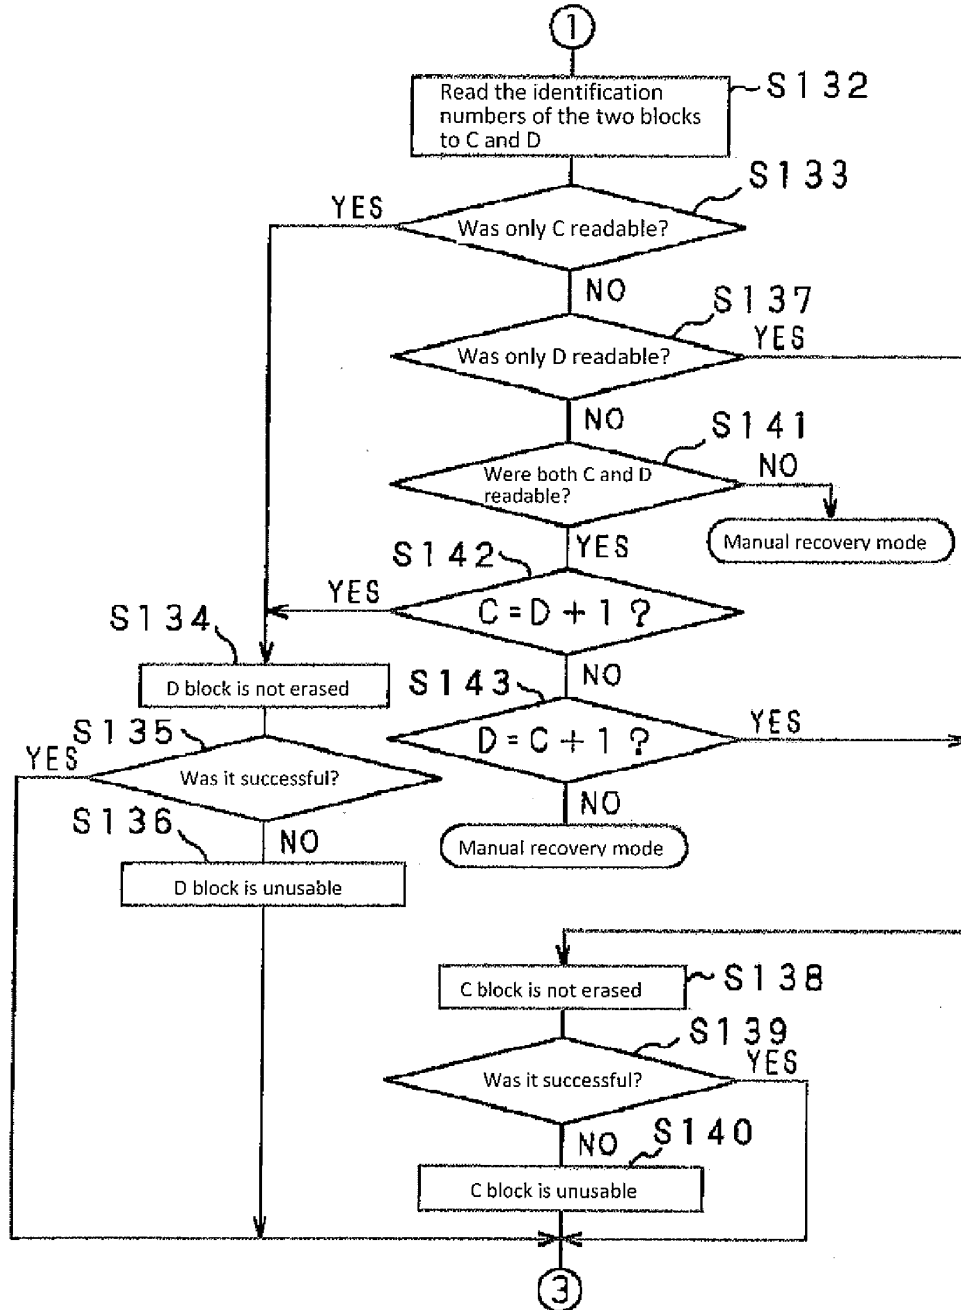 1
S132
Read the identification
numbers of the two blocks
to C and D
S133
YES
Was only C readable?
NO
S137
YES
Was only D readable?
NO
S141
NO
Were both C and D
readable?
Manual recovery mode
YES
S142
YES
C=D+1?
S134
NO
D block is not erased
S143
YES
D=C+1?
S135
YES
Was it successful?
NO
S136
NO
Manual recovery mode
D block is unusable
S138
C block is not erased
S139
YES
Was it successful?
NO
S140
C block is unusable
3